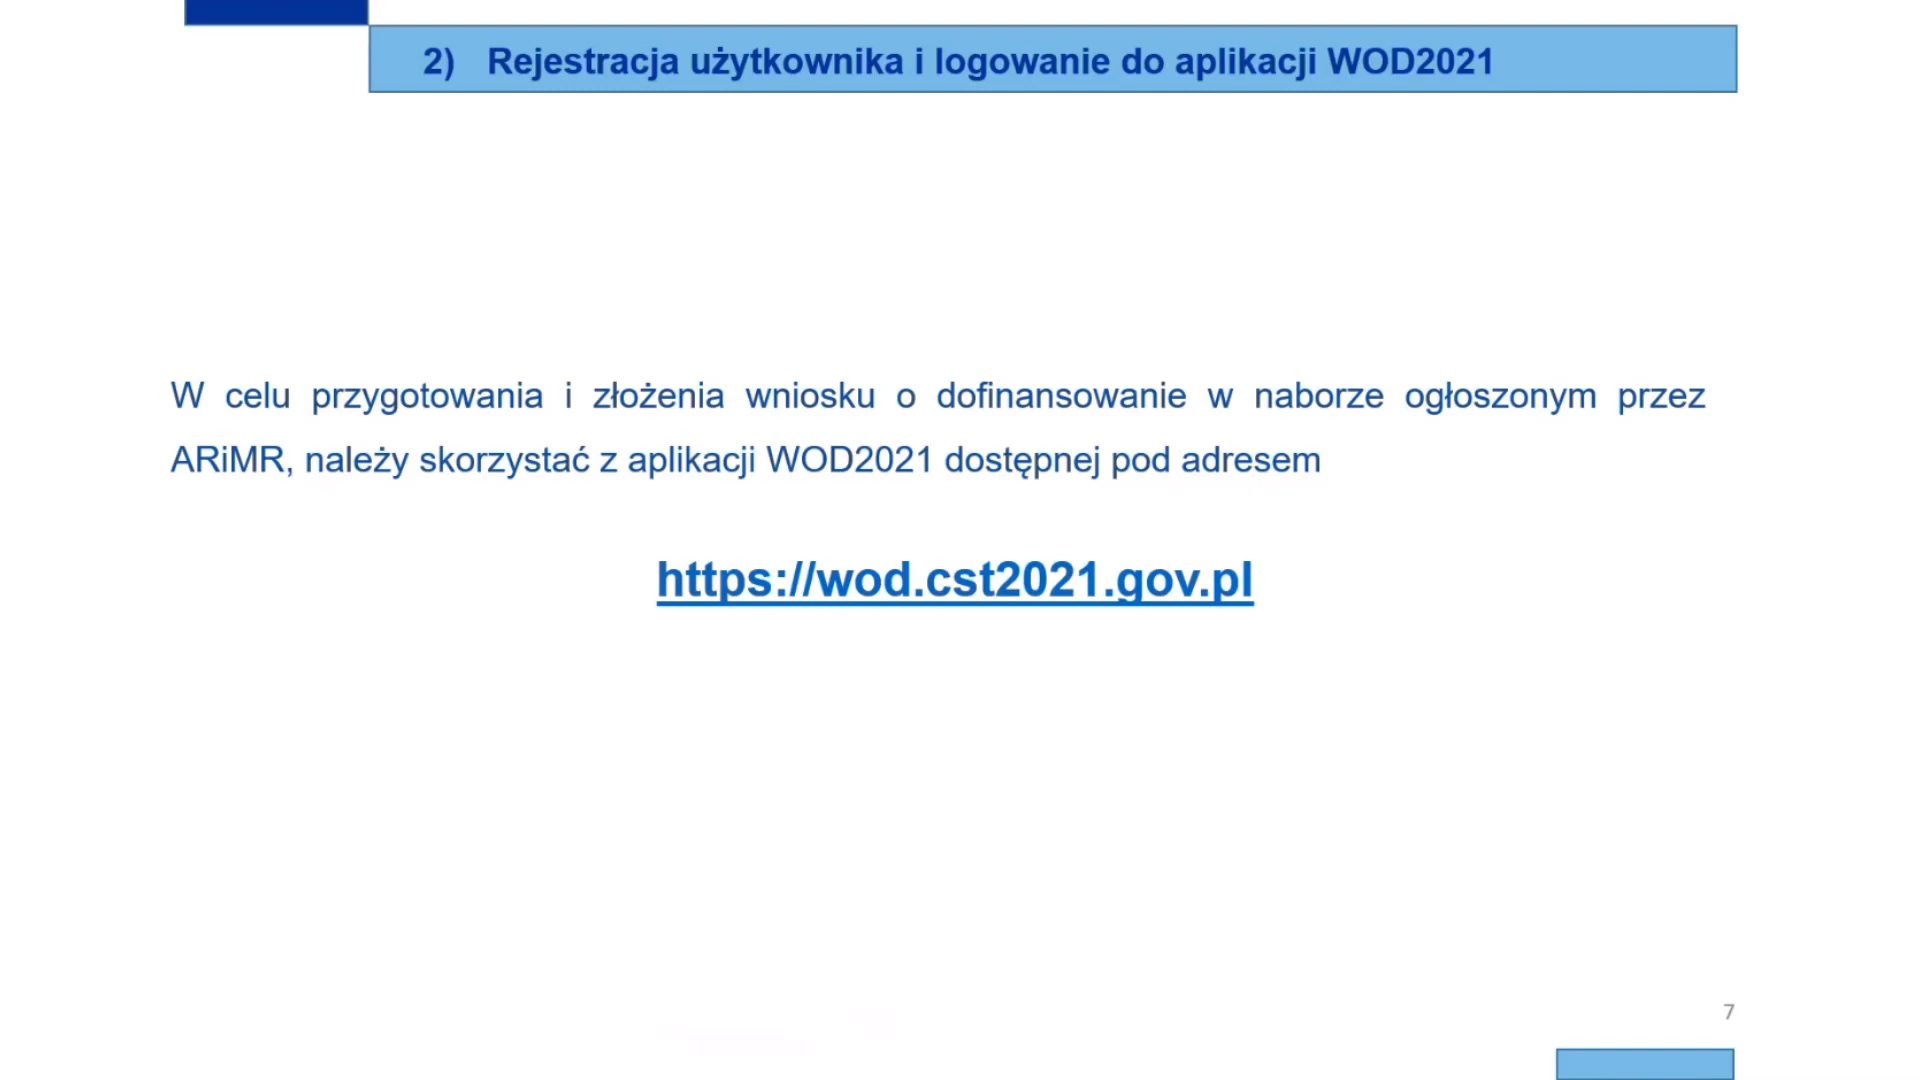 2) Rejestracja użytkownika i logowanie do aplikacji WOD2021
W celu przygotowania i złożenia wniosku o dofinansowanie w naborze ogłoszonym przez
ARiMR, należy skorzystać z aplikacji WOD2021 dostępnej pod adresem
https://wod.cst2021.gov.pl
7